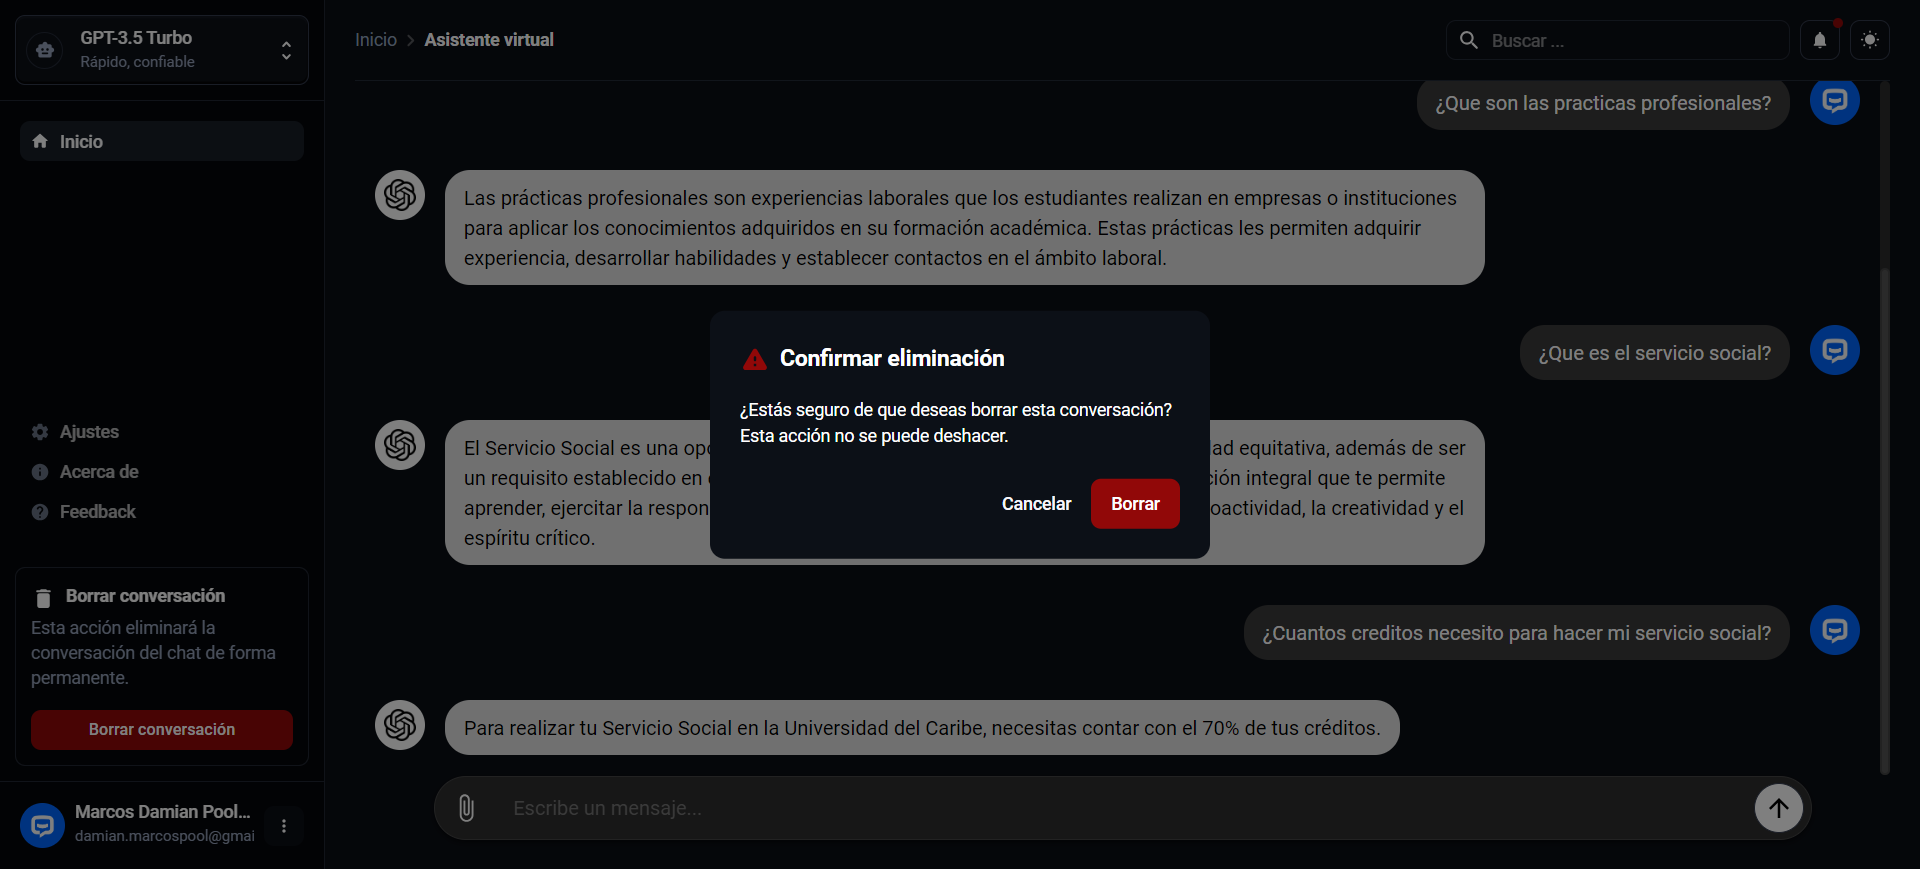 GPT-3.5 Turbo
Rápido, confiable
Inicio
Ajustes
Acerca de
Feedback
Borrar conversación
Esta acción eliminará la
conversación del chat de forma
permanente.
Borrar conversación
Marcos Damian Pool...
damian.marcospool@gmai
Inicio > Asistente virtual
Buscar ...
¿Que son las practicas profesionales?
Las prácticas profesionales son experiencias laborales que los estudiantes realizan en empresas o instituciones
para aplicar los conocimientos adquiridos en su formación académica. Estas prácticas les permiten adquirir
experiencia, desarrollar habilidades y establecer contactos en el ámbito laboral.
¿Que es el servicio social?
Confirmar eliminación
¿Estás seguro de que deseas borrar esta conversación?
Esta acción no se puede deshacer.
Cancelar
Borrar
El Servicio Social es una equitativa, además de ser
un requisito establecido en integral que te permite
aprender, ejercitar la la creatividad y el
espíritu crítico.
¿Cuantos creditos necesito para hacer mi servicio social?
Para realizar tu Servicio Social en la Universidad del Caribe, necesitas contar con el 70% de tus créditos.
Escribe un mensaje...